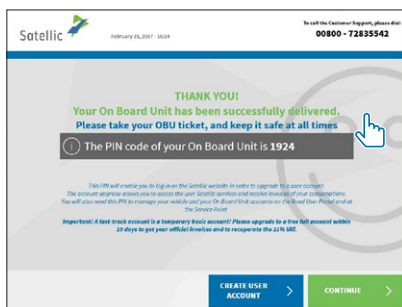 To call the Customer Support, please dial:
Satellic
February 21, 2017 - 16:24
00800 - 72835542
THANK YOU!
Your On Board Unit has been successfully delivered.
Please take your OBU ticket, and keep it safe at all times
i The PIN code of your On Board Unit is 1924
This PIN will enable you to log in on the Satellic website in order to upgrade to a user account.
The account upgrade allows you to access the user Satellic services and receive invoices of your consumptions.
You will also need this PIN to manage your vehicle and your On Board Unit accounts on the Road User Portal and at
the Service Point.
Important! A fast-track account is a temporary basic account! Please upgrade to a free full account within
15 days to get your official invoices and to recuperate the 21% VAT.
CREATE USER
ACCOUNT >
CONTINUE >